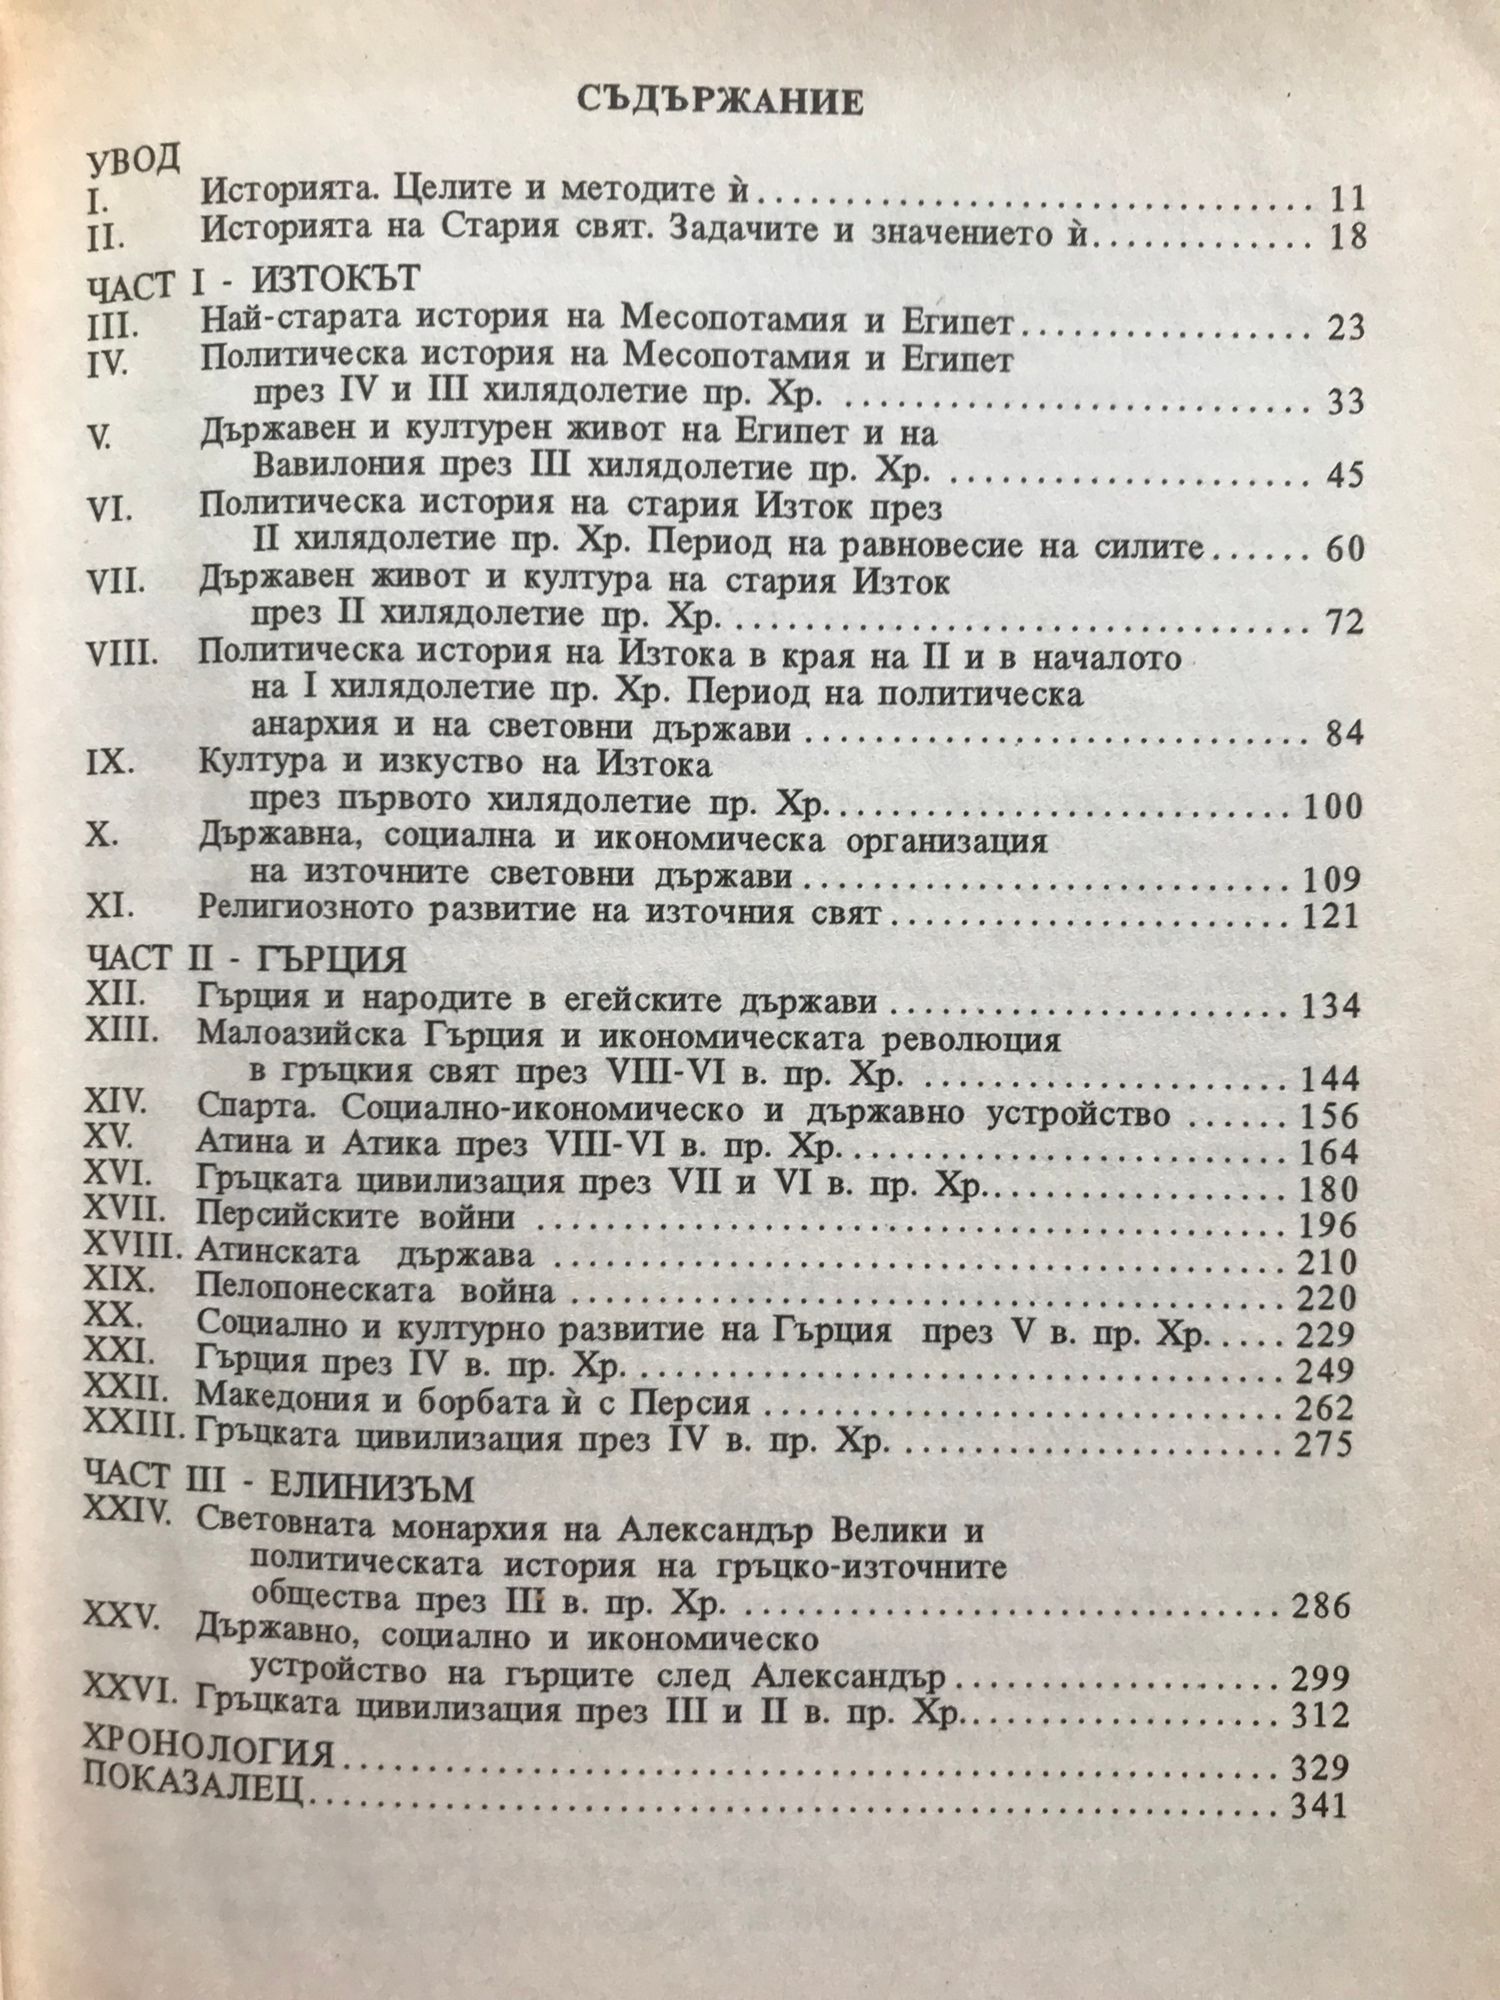 СЪДЪРЖАНИЕ
УВОД
I. Историята. Целите и методите ѝ................................ 11
II. Историята на Стария свят. Задачите и значението ѝ............. 18
ЧАСТ I - ИЗТОКЪТ
III. Най-старата история на Месопотамия и Египет................. 23
IV. Политическа история на Месопотамия и Египет
през IV и III хилядолетие пр. Хр. ........................... 33
V. Държавен и културен живот на Египет и на
Вавилония през III хилядолетие пр. Хр. ..................... 45
VI. Политическа история на стария Изток през
II хилядолетие пр. Хр. Период на равновесие на силите...... 60
VII. Държавен живот и култура на стария Изток
през II хилядолетие пр. Хр. ................................. 72
VIII. Политическа история на Изтока в края на II и в началото
на I хилядолетие пр. Хр. Период на политическа
анархия и на световни държави ............................. 84
IX. Култура и изкуство на Изтока
през първото хилядолетие пр. Хр........................... 100
X. Държавна, социална и икономическа организация
на източните световни държави............................ 109
XI. Религиозното развитие на източния свят....................... 121
ЧАСТ II - ГЪРЦИЯ
XII. Гърция и народите в егейските държави....................... 134
XIII. Малоазийска Гърция и икономическата революция
в гръцкия свят през VIII-VI в. пр. Хр. ..................... 144
XIV. Спарта. Социално-икономическо и държавно устройство ...... 156
XV. Атина и Атика през VIII-VI в. пр. Хр.......................... 164
XVI. Гръцката цивилизация през VII и VI в. пр. Хр.................. 180
XVII. Персийските войни ........................................... 196
XVIII. Атинската държава .......................................... 210
XIX. Пелопонеската война ......................................... 220
XX. Социално и културно развитие на Гърция през V в. пр. Хр..... 229
XXI. Гърция през IV в. пр. Хр. ..................................... 249
XXII. Македония и борбата ѝ с Персия .............................. 262
XXIII. Гръцката цивилизация през IV в. пр. Хр. ...................... 275
ЧАСТ III - ЕЛИНИЗЪМ
XXIV. Световната монархия на Александър Велики и
политическата история на гръцко-източните
общества през III в. пр. Хр. ............................... 286
XXV. Държавно, социално и икономическо
устройство на гърците след Александър................... 299
XXVI. Гръцката цивилизация през III и II в. пр. Хр................... 312
ХРОНОЛОГИЯ....................................................... 329
ПОКАЗАЛЕЦ......................................................... 341